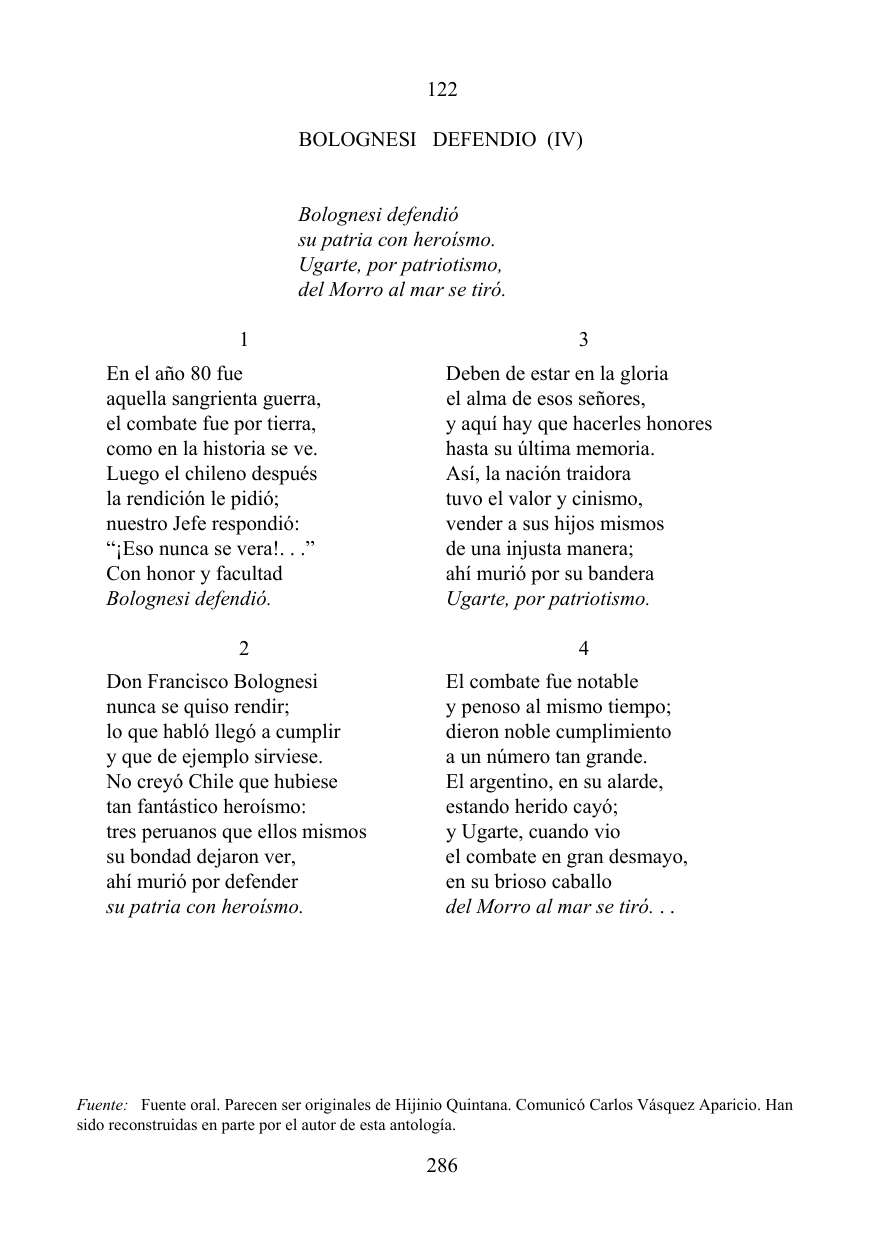 122
BOLOGNESI DEFENDIO (IV)
Bolognesi defendió
su patria con heroísmo.
Ugarte, por patriotismo,
del Morro al mar se tiró.
1
En el año 80 fue
aquella sangrienta guerra,
el combate fue por tierra,
como en la historia se ve.
Luego el chileno después
la rendición le pidió;
nuestro Jefe respondió:
“¡Eso nunca se vera!. . .”
Con honor y facultad
Bolognesi defendió.
2
Don Francisco Bolognesi
nunca se quiso rendir;
lo que habló llegó a cumplir
y que de ejemplo sirviese.
No creyó Chile que hubiese
tan fantástico heroísmo:
tres peruanos que ellos mismos
su bondad dejaron ver,
ahí murió por defender
su patria con heroísmo.
3
Deben de estar en la gloria
el alma de esos señores,
y aquí hay que hacerles honores
hasta su última memoria.
Así, la nación traidora
tuvo el valor y cinismo,
vender a sus hijos mismos
de una injusta manera;
ahí murió por su bandera
Ugarte, por patriotismo.
4
El combate fue notable
y penoso al mismo tiempo;
dieron noble cumplimiento
a un número tan grande.
El argentino, en su alarde,
estando herido cayó;
y Ugarte, cuando vio
el combate en gran desmayo,
en su brioso caballo
del Morro al mar se tiró. . .
Fuente: Fuente oral. Parecen ser originales de Hijinio Quintana. Comunicó Carlos Vásquez Aparicio. Han
sido reconstruidas en parte por el autor de esta antología.
286